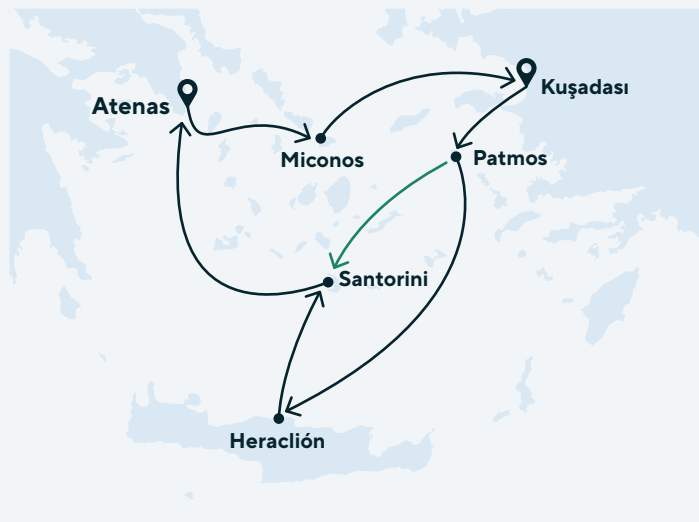 Atenas
Kuşadası
Miconos
Patmos
Santorini
Heraclión